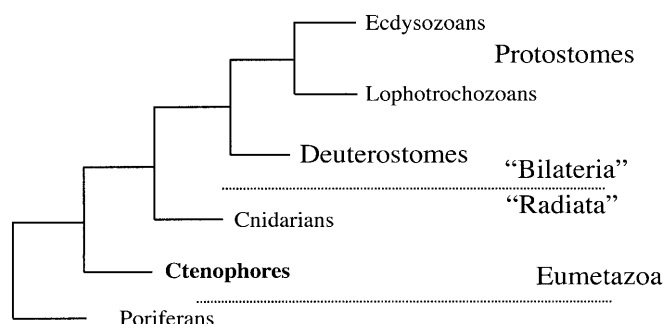 Ecdysozoans
Protostomes
Lophotrochozoans
Deuterostomes
“Bilateria”
“Radiata”
Cnidarians
Ctenophores
Eumetazoa
Poriferans